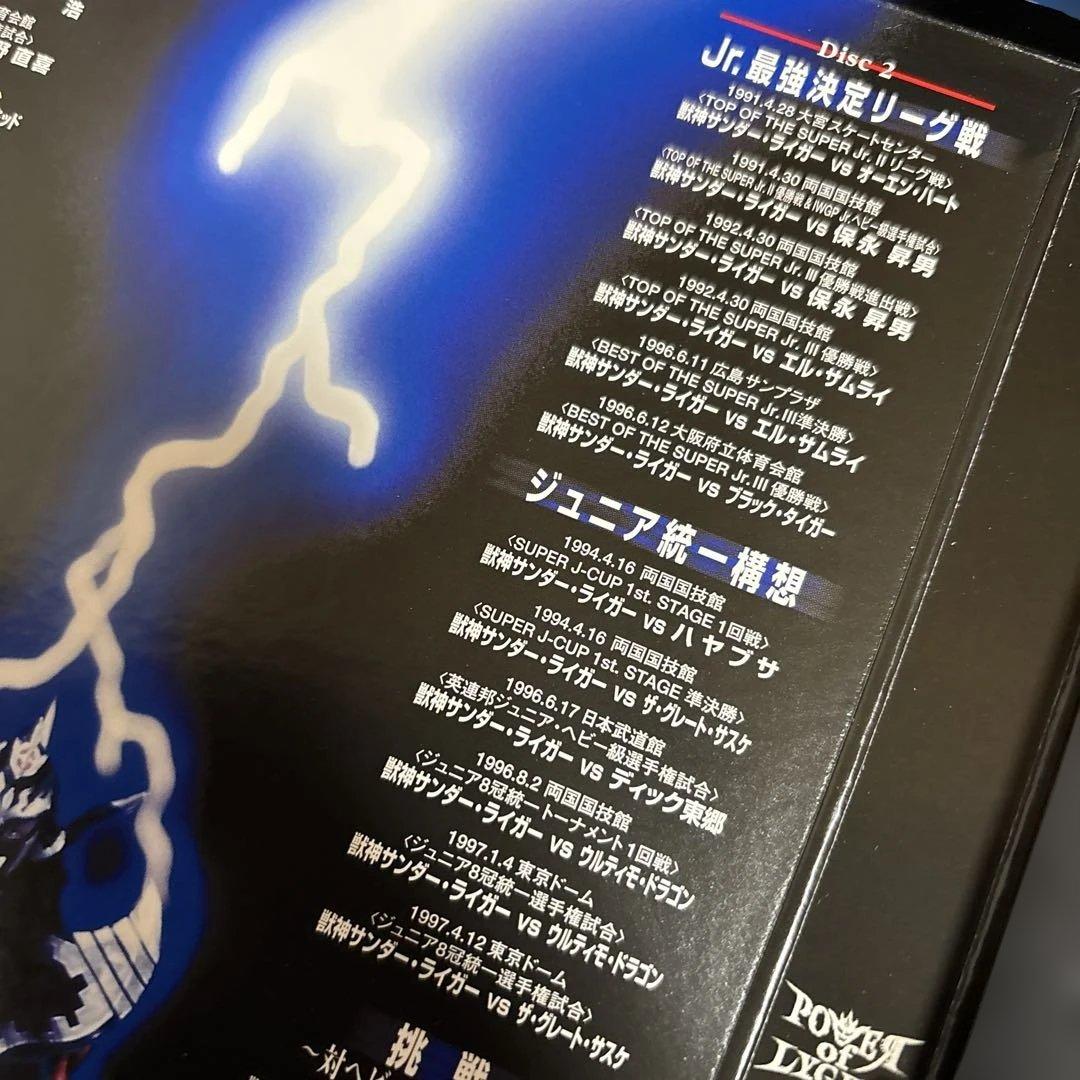 浩
育会館
試合〉
野 直喜
〉
ッド
Disc 2
Jr.最強決定リーグ戦
1991.4.28 大宮スケートセンター
〈TOP OF THE SUPER Jr. II リーグ戦〉
獣神サンダー・ライガー vs オーエン・ハート
1991.4.30 両国国技館
〈TOP OF THE SUPER Jr. II 優勝戦 & IWGP Jr.ヘビー級選手権試合〉
獣神サンダー・ライガー vs 保永 昇男
1992.4.30 両国国技館
〈TOP OF THE SUPER Jr. III 優勝戦進出戦〉
獣神サンダー・ライガー vs 保永 昇男
1992.4.30 両国国技館
〈TOP OF THE SUPER Jr. III 優勝戦〉
獣神サンダー・ライガー vs エル・サムライ
1996.6.11 広島サンプラザ
〈BEST OF THE SUPER Jr. III 準決勝〉
獣神サンダー・ライガー vs エル・サムライ
1996.6.12 大阪府立体育会館
〈BEST OF THE SUPER Jr. III 優勝戦〉
獣神サンダー・ライガー vs ブラック・タイガー
ジュニア統一構想
1994.4.16 両国国技館
〈SUPER J-CUP 1st. STAGE 1回戦〉
獣神サンダー・ライガー vs ハヤブサ
1994.4.16 両国国技館
〈SUPER J-CUP 1st. STAGE 準決勝〉
獣神サンダー・ライガー vs ザ・グレート・サスケ
1996.6.17 日本武道館
〈英連邦ジュニア・ヘビー級選手権試合〉
獣神サンダー・ライガー vs ディック東郷
1996.8.2 両国国技館
〈ジュニア8冠統一トーナメント1回戦〉
獣神サンダー・ライガー vs ウルティモ・ドラゴン
1997.1.4 東京ドーム
〈ジュニア8冠統一選手権試合〉
獣神サンダー・ライガー vs ウルティモ・ドラゴン
1997.4.12 東京ドーム
〈ジュニア8冠統一選手権試合〉
獣神サンダー・ライガー vs ザ・グレート・サスケ
挑 戦
～対ヘビ
POWER
of
LYG